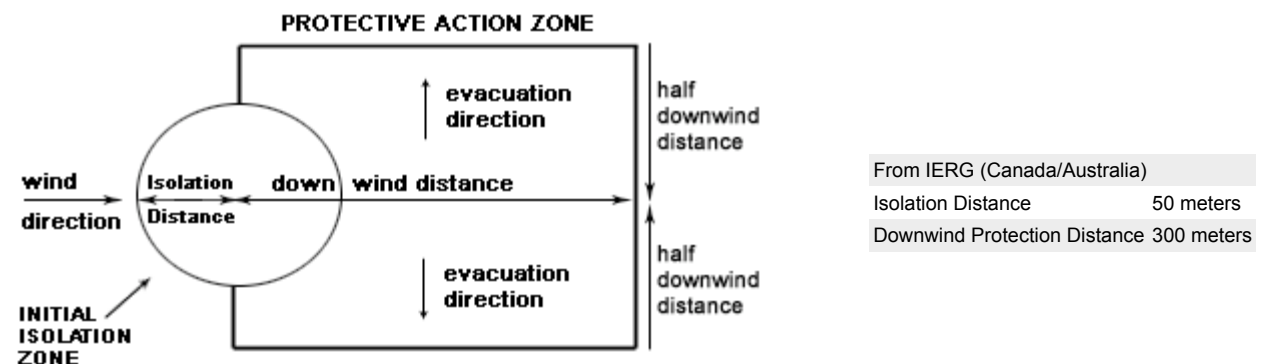 PROTECTIVE ACTION ZONE
evacuation
direction
half
downwind
distance
wind
direction
Isolation
Distance
down wind distance
evacuation
direction
half
downwind
distance
INITIAL
ISOLATION
ZONE
From IERG (Canada/Australia)
Isolation Distance 50 meters
Downwind Protection Distance 300 meters